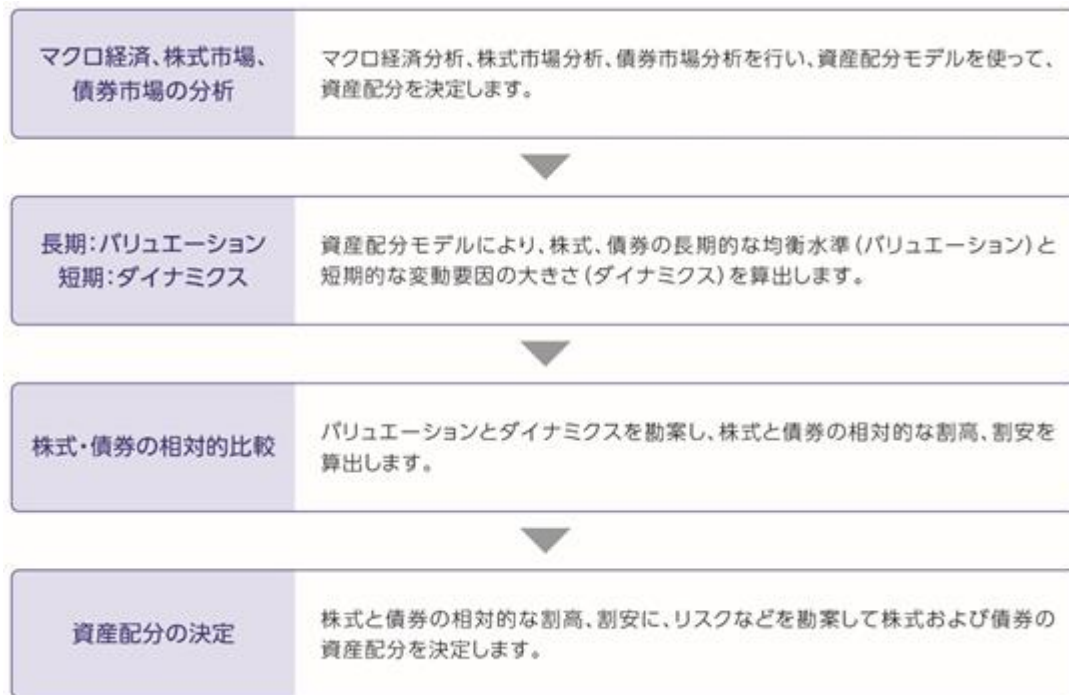 マクロ経済、株式市場、
債券市場の分析
マクロ経済分析、株式市場分析、債券市場分析を行い、資産配分モデルを使って、
資産配分を決定します。
長期：バリュエーション
短期：ダイナミクス
資産配分モデルにより、株式、債券の長期的な均衡水準（バリュエーション）と
短期的な変動要因の大きさ（ダイナミクス）を算出します。
株式・債券の相対的比較
バリュエーションとダイナミクスを勘案し、株式と債券の相対的な割高、割安を
算出します。
資産配分の決定
株式と債券の相対的な割高、割安に、リスクなどを勘案して株式および債券の
資産配分を決定します。